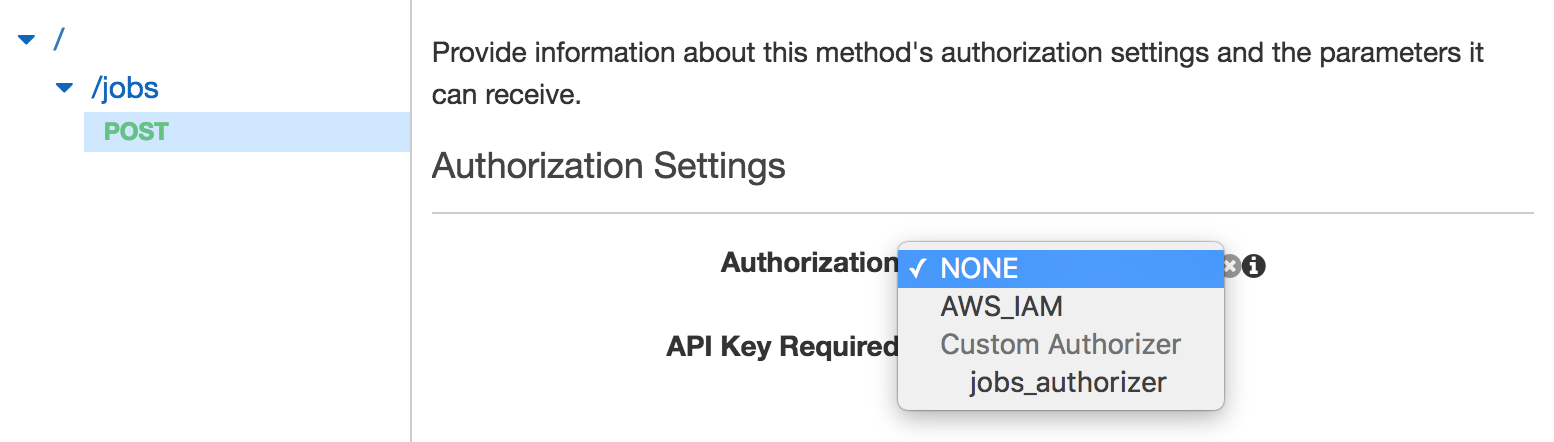 /
/jobs
POST
Provide information about this method's authorization settings and the parameters it
can receive.
Authorization Settings
Authorization
✓ NONE
AWS_IAM
Custom Authorizer
jobs_authorizer
API Key Required